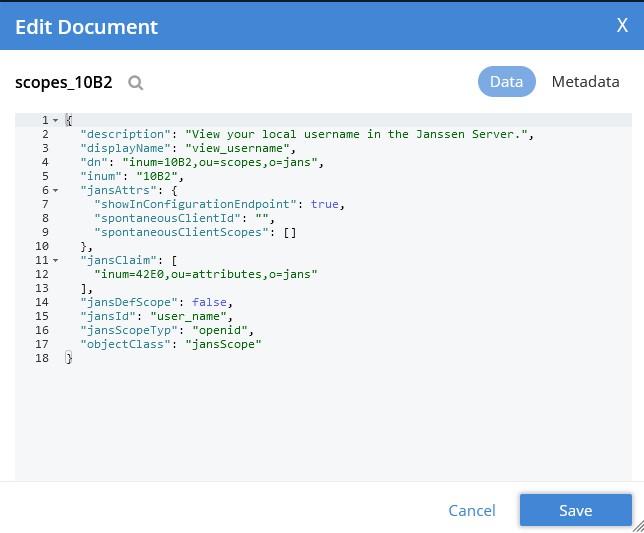 Edit Document
X
scopes_10B2
Data
Metadata
1 {
2   "description": "View your local username in the Janssen Server.",
3   "displayName": "view_username",
4   "dn": "inum=10B2,ou=scopes,o=jans",
5   "inum": "10B2",
6   "jansAttrs": {
7     "showInConfigurationEndpoint": true,
8     "spontaneousClientId": "",
9     "spontaneousClientScopes": []
10   },
11   "jansClaim": [
12     "inum=42E0,ou=attributes,o=jans"
13   ],
14   "jansDefScope": false,
15   "jansId": "user_name",
16   "jansScopeTyp": "openid",
17   "objectClass": "jansScope"
18 }
Cancel
Save